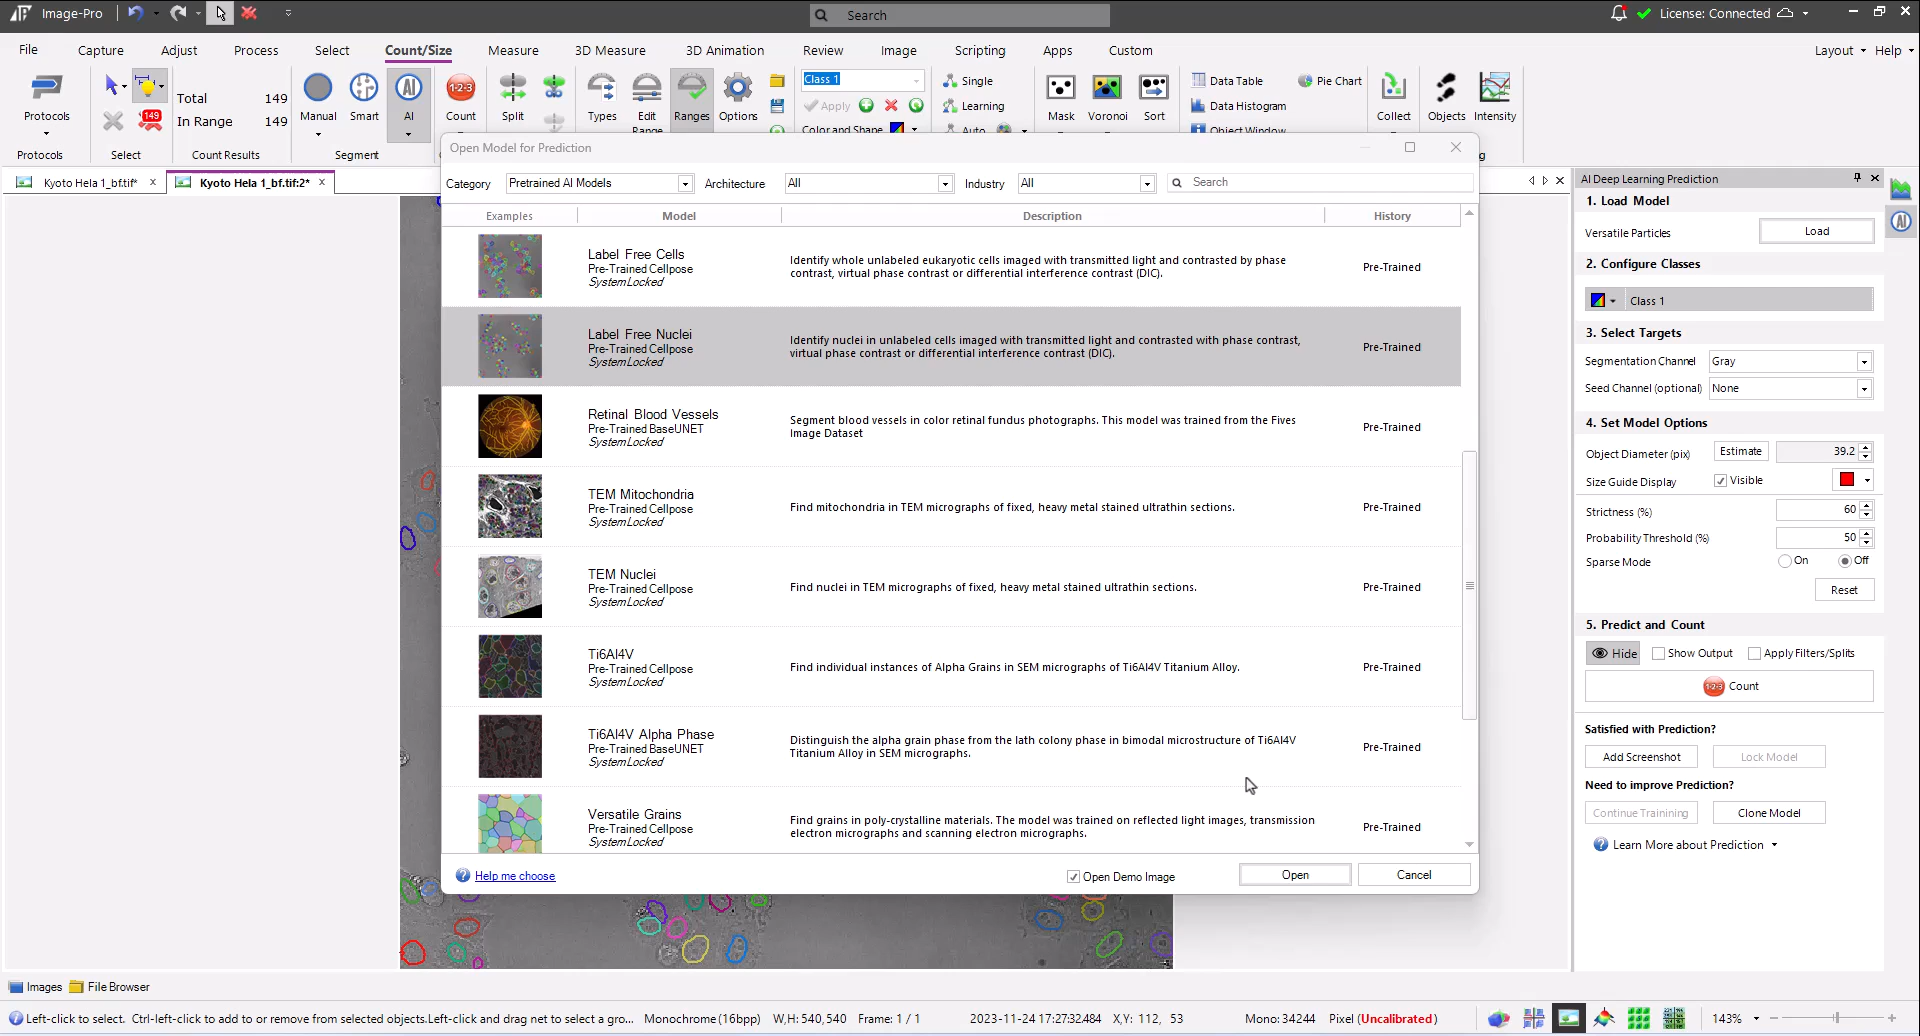 Image-Pro
Search
License: Connected
File
Capture
Adjust
Process
Select
Count/Size
Measure
3D Measure
3D Animation
Review
Image
Scripting
Apps
Custom
Layout
Help
Protocols
Protocols
149
Select
Total 149
In Range 149
Count Results
Manual
Smart
AI
AI
Segment
1-2-3
Count
Split
Types
Edit
Range
Ranges
Options
Class 1
Apply
Color and Shape
Single
Learning
Auto
Mask
Voronoi
Sort
Data Table
Data Histogram
Object Window
Pie Chart
Collect
Objects
Intensity
Kyoto Hela 1_bf.tif*
Kyoto Hela 1_bf.tif:2*
Open Model for Prediction
Category Pretrained AI Models
Architecture All
Industry All
Search
Examples
Model
Description
History
Label Free Cells
Pre-Trained Cellpose
SystemLocked
Identify whole unlabeled eukaryotic cells imaged with transmitted light and contrasted by phase
contrast, virtual phase contrast or differential interference contrast (DIC).
Pre-Trained
Label Free Nuclei
Pre-Trained Cellpose
SystemLocked
Identify nuclei in unlabeled cells imaged with transmitted light and contrasted with phase contrast,
virtual phase contrast or differential interference contrast (DIC).
Pre-Trained
Retinal Blood Vessels
Pre-Trained BaseUNET
SystemLocked
Segment blood vessels in color retinal fundus photographs. This model was trained from the Fives
Image Dataset
Pre-Trained
TEM Mitochondria
Pre-Trained Cellpose
SystemLocked
Find mitochondria in TEM micrographs of fixed, heavy metal stained ultrathin sections.
Pre-Trained
TEM Nuclei
Pre-Trained Cellpose
SystemLocked
Find nuclei in TEM micrographs of fixed, heavy metal stained ultrathin sections.
Pre-Trained
Ti6Al4V
Pre-Trained Cellpose
SystemLocked
Find individual instances of Alpha Grains in SEM micrographs of Ti6Al4V Titanium Alloy.
Pre-Trained
Ti6Al4V Alpha Phase
Pre-Trained BaseUNET
SystemLocked
Distinguish the alpha grain phase from the lath colony phase in bimodal microstructure of Ti6Al4V
Titanium Alloy in SEM micrographs.
Pre-Trained
Versatile Grains
Pre-Trained Cellpose
SystemLocked
Find grains in poly-crystalline materials. The model was trained on reflected light images, transmission
electron micrographs and scanning electron micrographs.
Pre-Trained
Help me choose
Open Demo Image
Open
Cancel
AI Deep Learning Prediction
AI
1. Load Model
Versatile Particles
Load
2. Configure Classes
Class 1
3. Select Targets
Segmentation Channel Gray
Seed Channel (optional) None
4. Set Model Options
Object Diameter (pix) Estimate 39.2
Size Guide Display Visible
Strictness (%) 60
Probability Threshold (%) 50
Sparse Mode On Off
Reset
5. Predict and Count
Hide Show Output Apply Filters/Splits
1-2-3 Count
Satisfied with Prediction?
Add Screenshot
Lock Model
Need to improve Prediction?
Continue Trainining
Clone Model
Learn More about Prediction
Images
File Browser
Left-click to select. Ctrl-left-click to add to or remove from selected objects.Left-click and drag net to select a gro...
Monochrome (16bpp)
W,H: 540,540
Frame: 1 / 1
2023-11-24 17:27:32.484
X,Y: 112, 53
Mono: 34244
Pixel (Uncalibrated)
143%